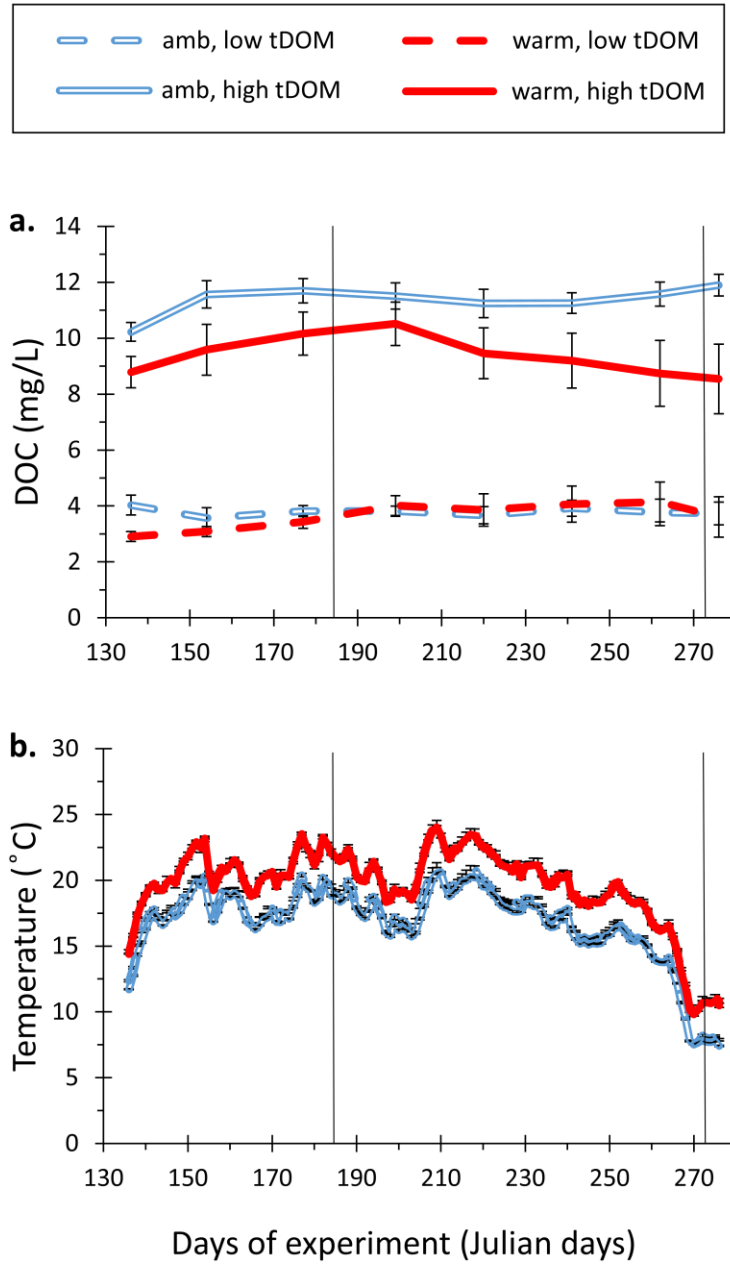 amb, low tDOM warm, low tDOM
amb, high tDOM warm, high tDOM
a.
DOC (mg/L)
14
12
10
8
6
4
2
0
130 150 170 190 210 230 250 270
b.
Temperature (˚C)
30
25
20
15
10
5
0
130 150 170 190 210 230 250 270
Days of experiment (Julian days)